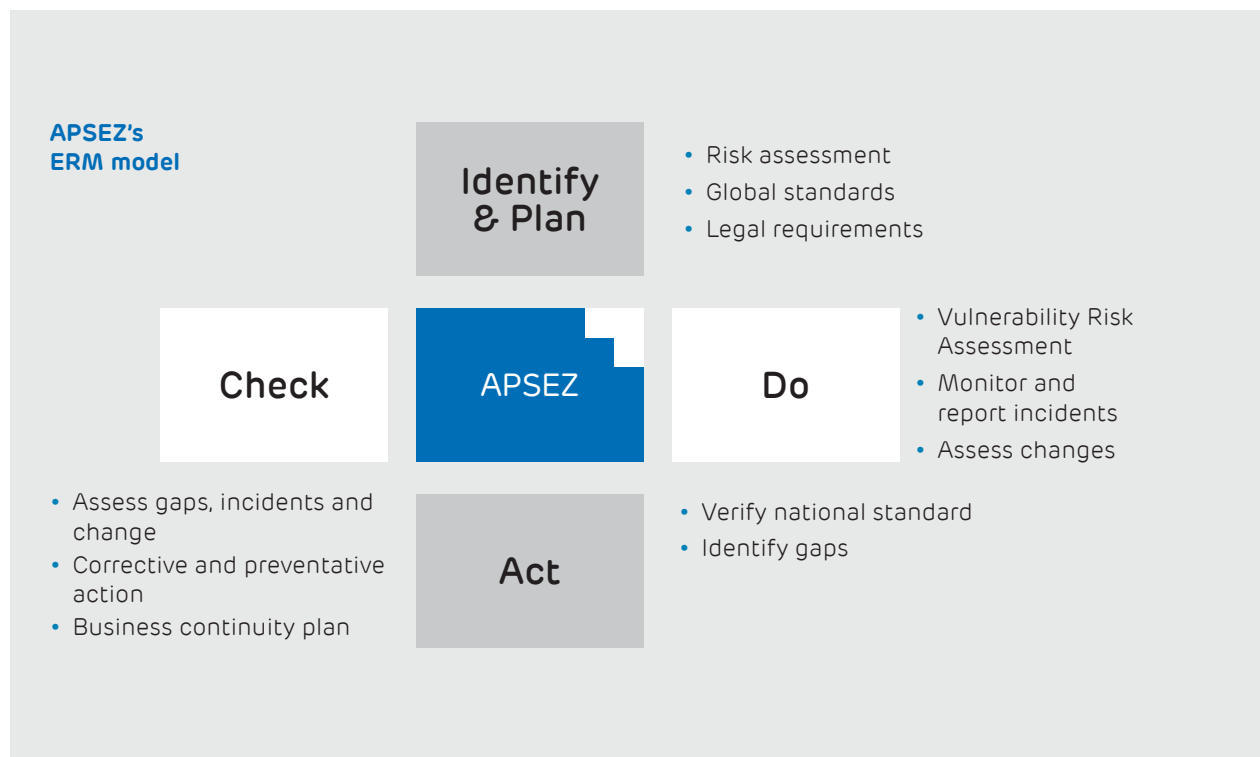 APSEZ's
ERM model
Identify
& Plan
• Risk assessment
• Global standards
• Legal requirements
Check
APSEZ
Do
• Vulnerability Risk
Assessment
• Monitor and
report incidents
• Assess changes
• Assess gaps, incidents and
change
• Corrective and preventative
action
• Business continuity plan
Act
• Verify national standard
• Identify gaps